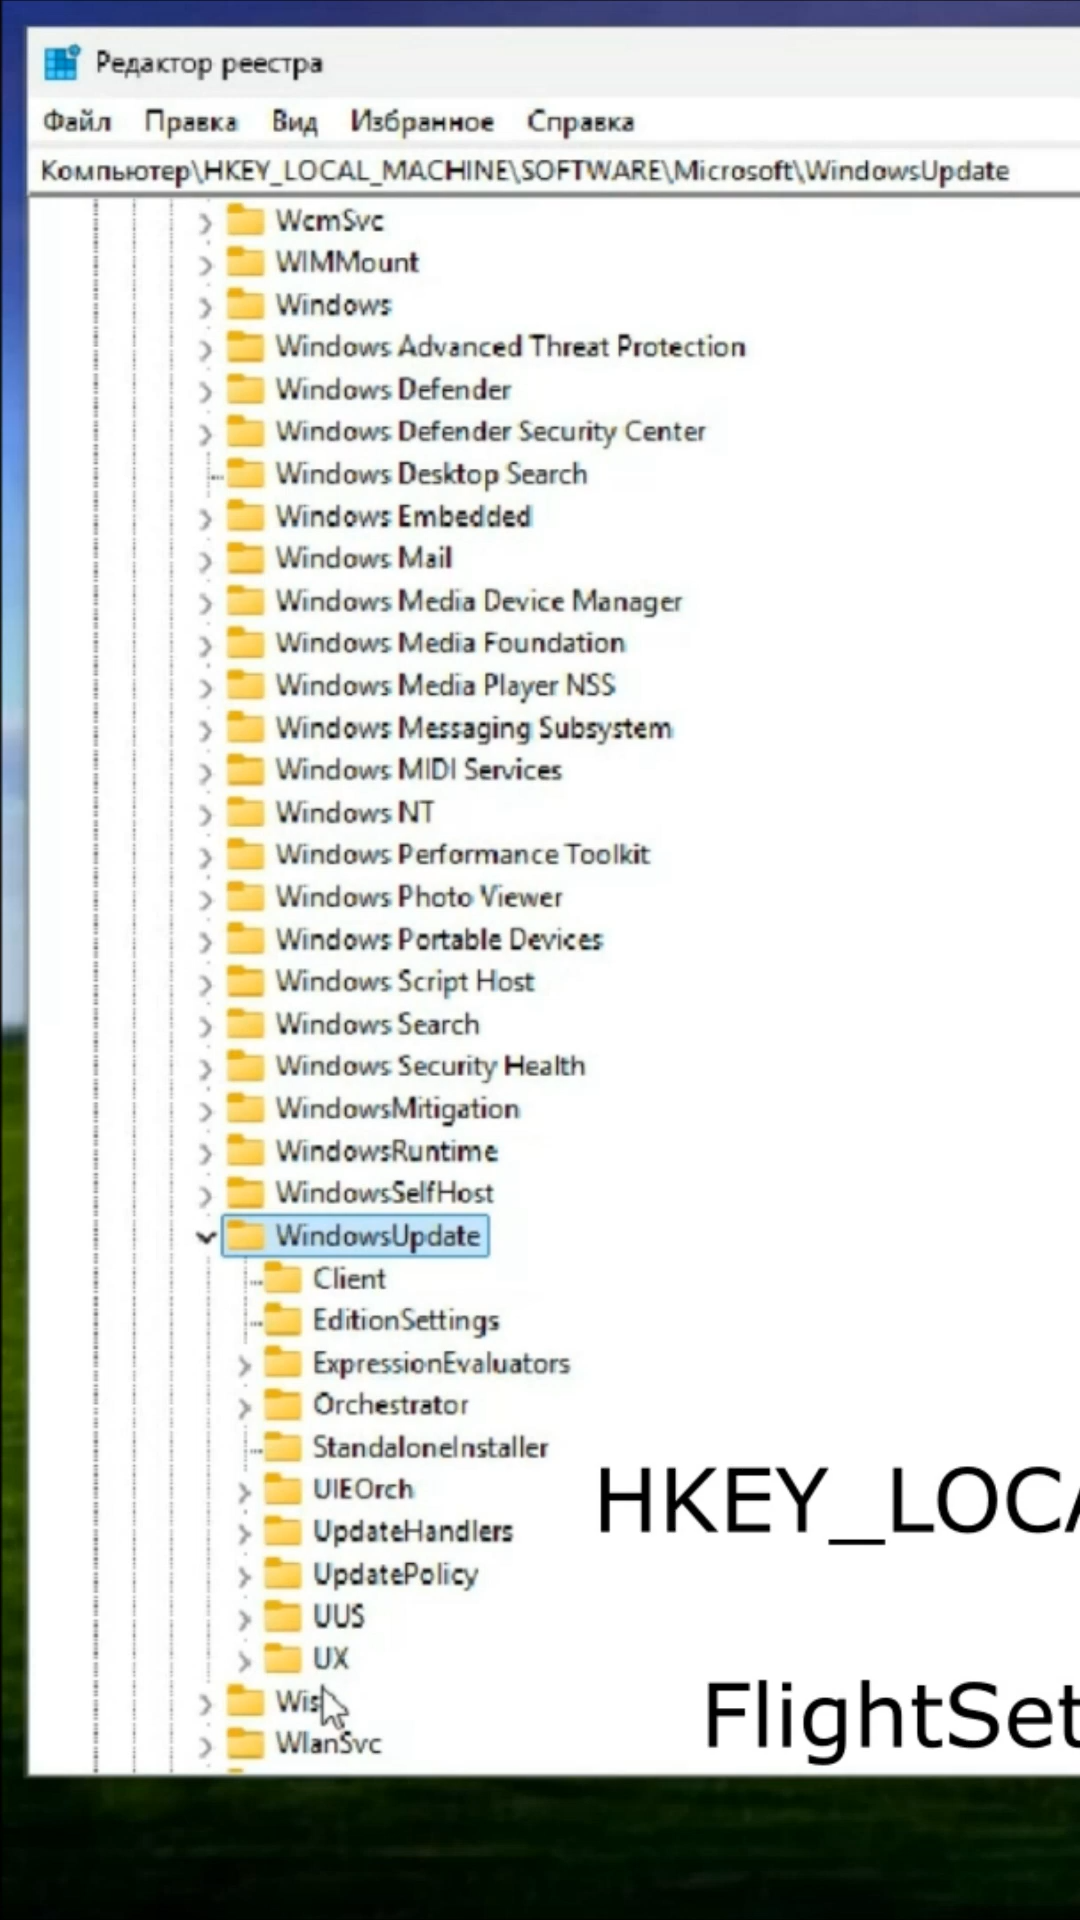 Редактор реестра
Файл Правка Вид Избранное Справка
Компьютер\HKEY_LOCAL_MACHINE\SOFTWARE\Microsoft\WindowsUpdate
WcmSvc
WIMMount
Windows
Windows Advanced Threat Protection
Windows Defender
Windows Defender Security Center
Windows Desktop Search
Windows Embedded
Windows Mail
Windows Media Device Manager
Windows Media Foundation
Windows Media Player NSS
Windows Messaging Subsystem
Windows MIDI Services
Windows NT
Windows Performance Toolkit
Windows Photo Viewer
Windows Portable Devices
Windows Script Host
Windows Search
Windows Security Health
WindowsMitigation
WindowsRuntime
WindowsSelfHost
WindowsUpdate
Client
EditionSettings
ExpressionEvaluators
Orchestrator
StandaloneInstaller
UIEOrch
HKEY_LOCA
UpdateHandlers
UpdatePolicy
UUS
UX
Wis
FlightSet
WlanSvc